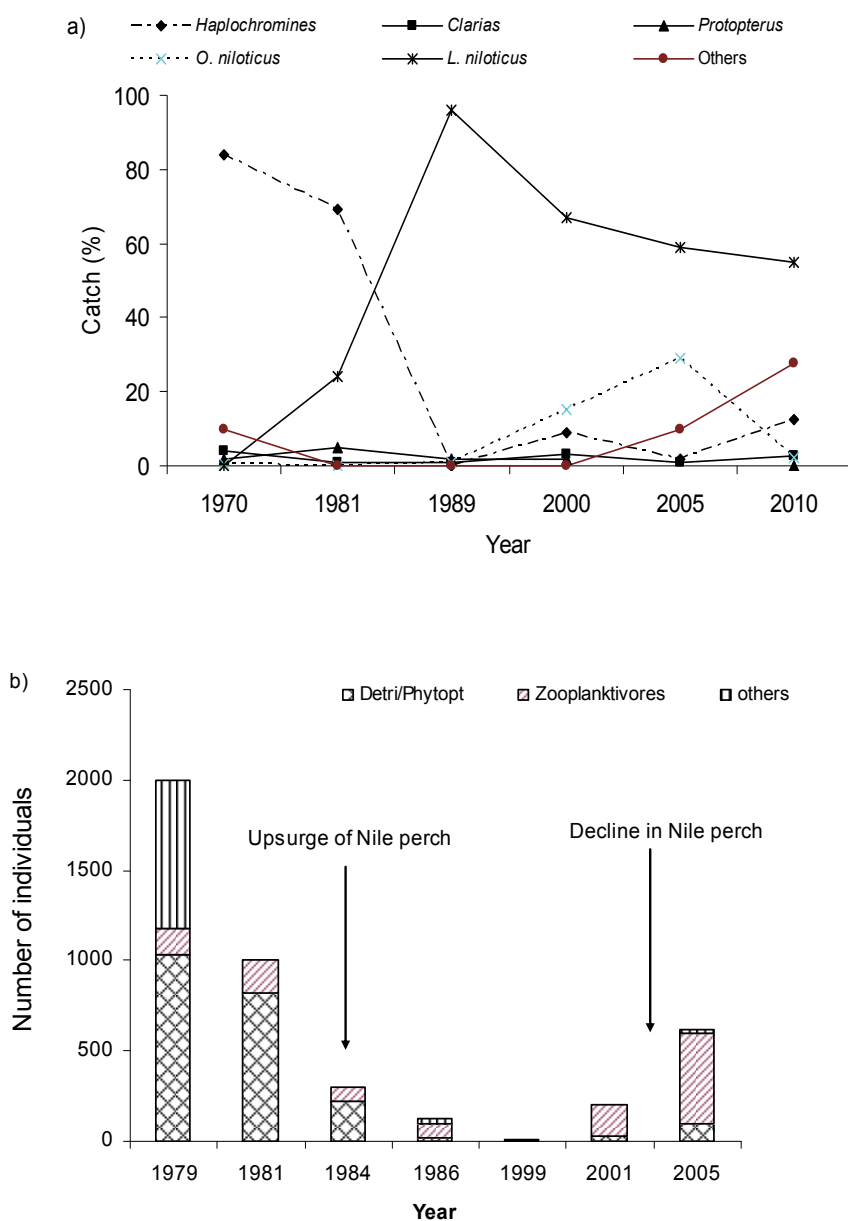 a)
Haplochromines Clarias Protopterus
O. niloticus L. niloticus Others
100
80
60
40
20
0
Catch (%)
1970 1981 1989 2000 2005 2010
Year
b)
2500
2000
1500
1000
500
0
Number of individuals
Detri/Phytopt Zooplanktivores others
Upsurge of Nile perch
Decline in Nile perch
1979 1981 1984 1986 1999 2001 2005
Year